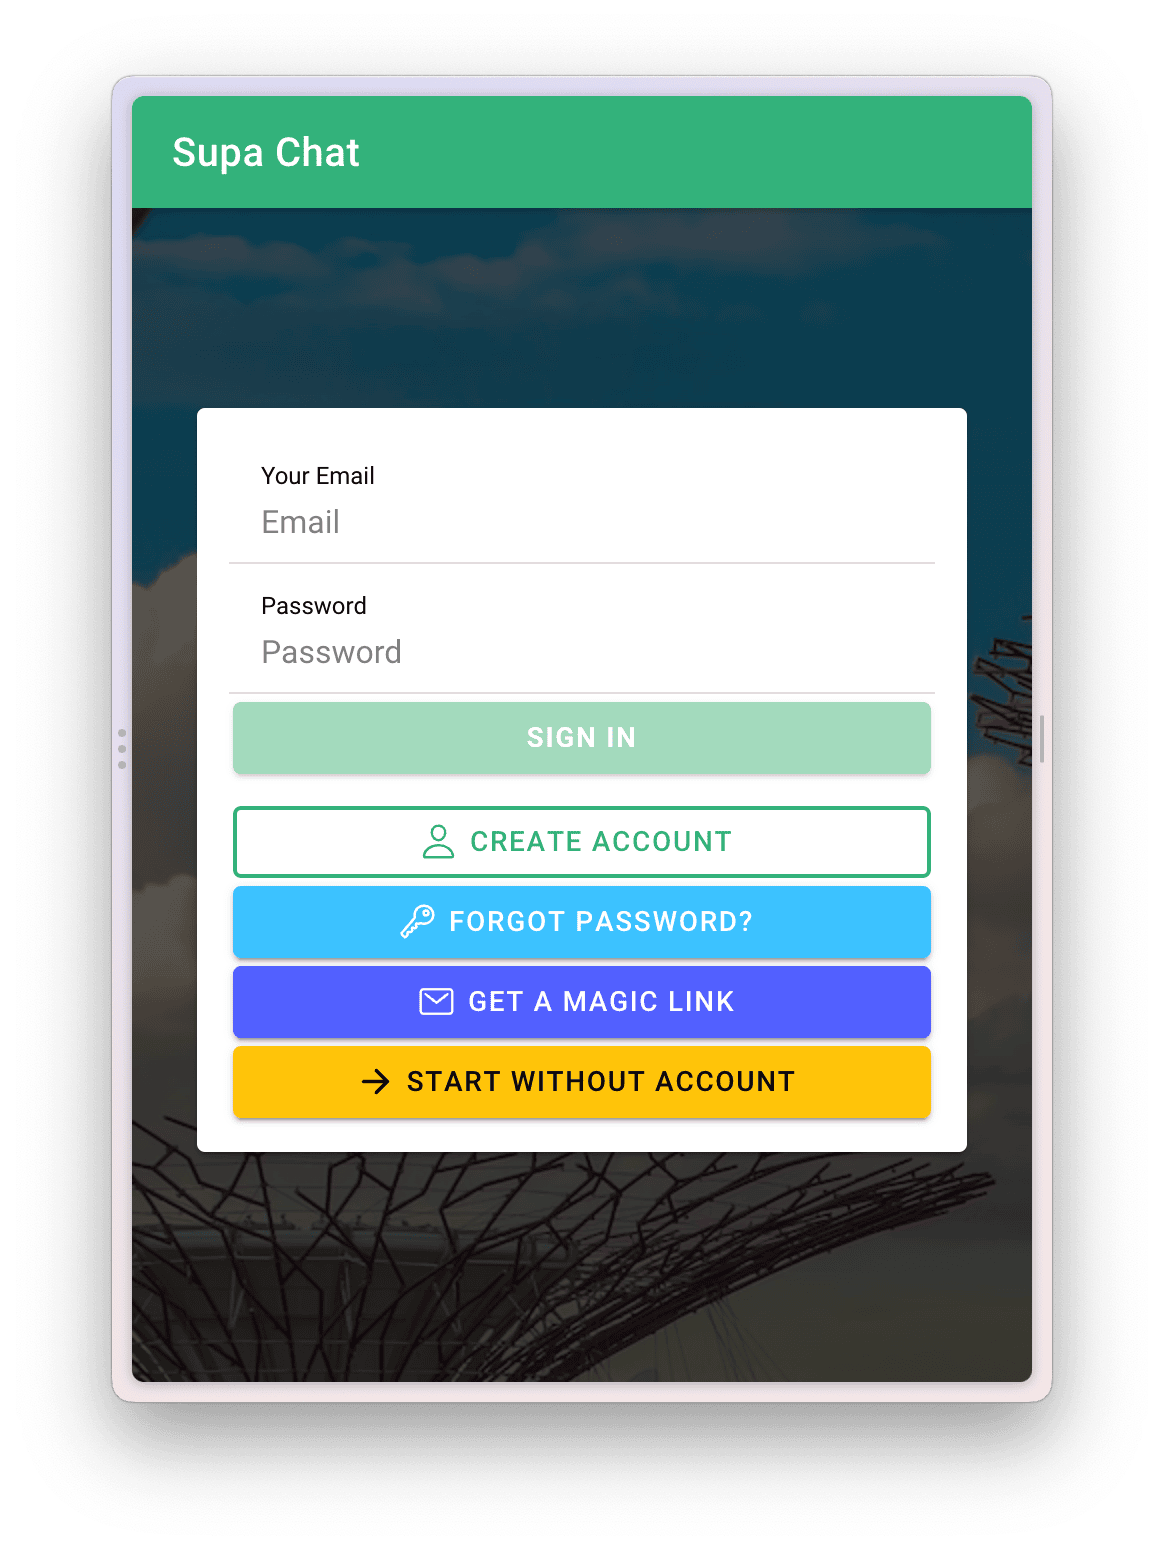 Supa Chat
Your Email
Email
Password
Password
SIGN IN
CREATE ACCOUNT
FORGOT PASSWORD?
GET A MAGIC LINK
START WITHOUT ACCOUNT